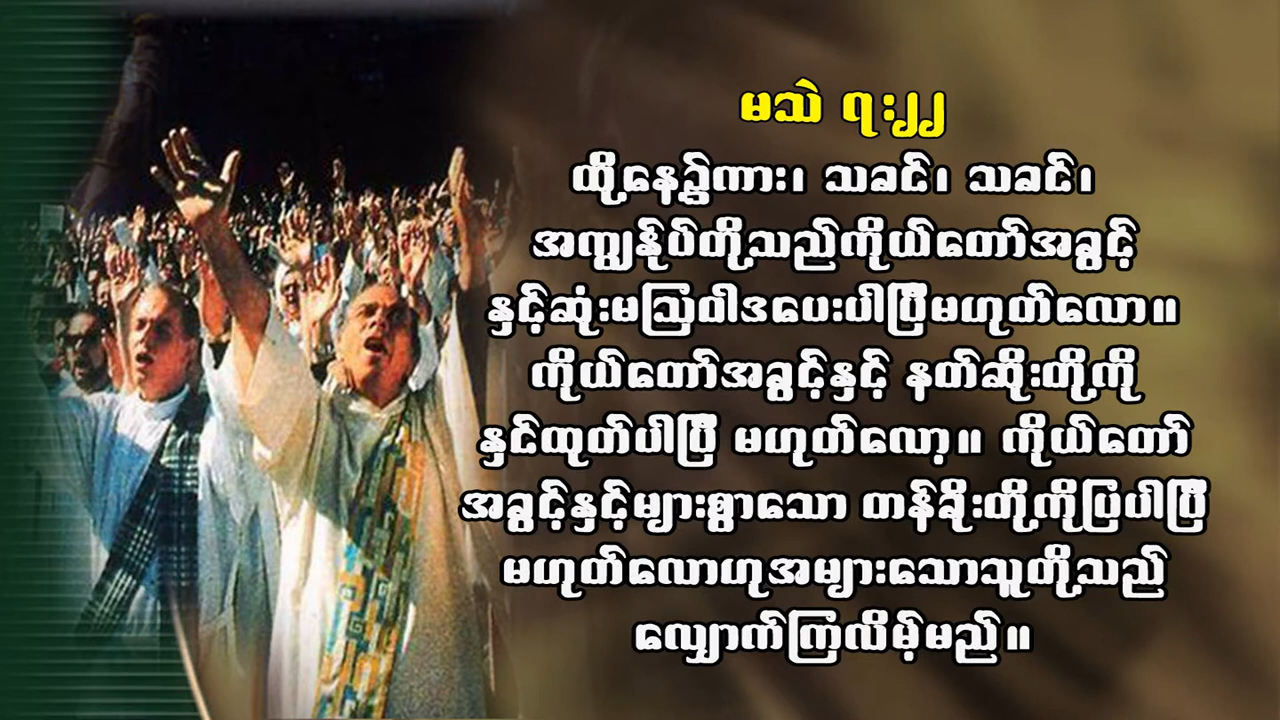 မဿဲ ၇း၂၂
ထိုနေ့၌ကား၊ သခင်၊ သခင်၊
အကျွန်ုပ်တို့သည်ကိုယ်တော်အခွင့်
နှင့်ဆုံးမဩဝါဒပေးပါပြီမဟုတ်လော။
ကိုယ်တော်အခွင့်နှင့် နတ်ဆိုးတို့ကို
နှင်ထုတ်ပါပြီ မဟုတ်လော့။ ကိုယ်တော်
အခွင့်နှင့်များစွာသော တန်ခိုးတို့ကိုပြပါပြီ
မဟုတ်လောဟုအများသောသူတို့သည်
လျှောက်ကြလိမ့်မည်။